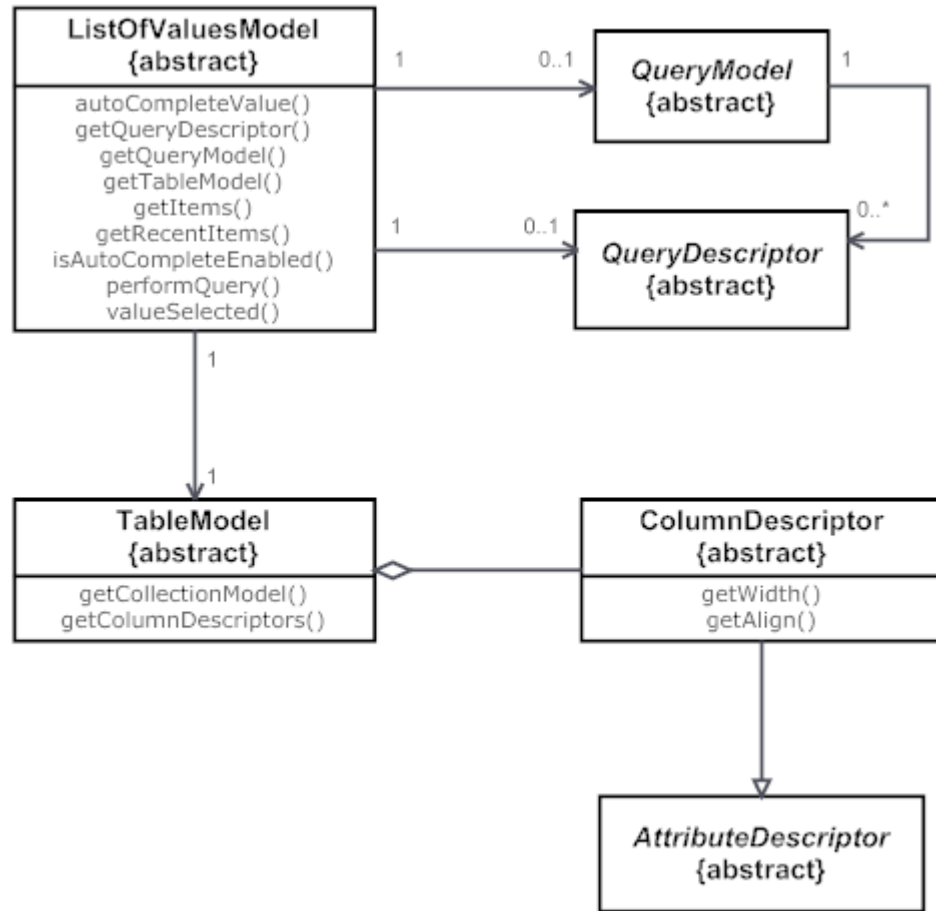 ListOfValuesModel
{abstract}
autoCompleteValue()
getQueryDescriptor()
getQueryModel()
getTableModel()
getItems()
getRecentItems()
isAutoCompleteEnabled()
performQuery()
valueSelected()
1
0..1
QueryModel
{abstract}
1
0..*
1
0..1
QueryDescriptor
{abstract}
1
1
TableModel
{abstract}
getCollectionModel()
getColumnDescriptors()
ColumnDescriptor
{abstract}
getWidth()
getAlign()
AttributeDescriptor
{abstract}